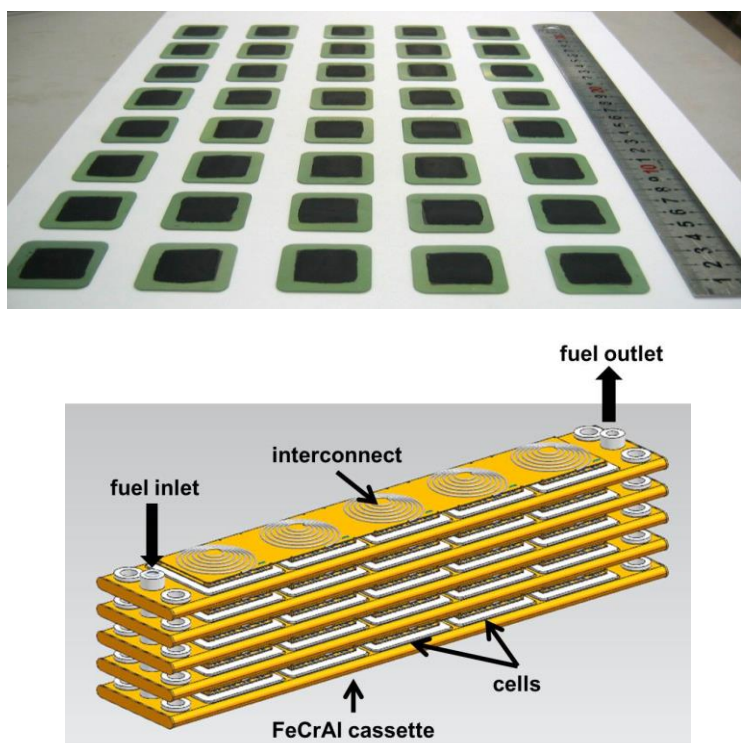 fuel outlet
interconnect
fuel inlet
cells
FeCrAl cassette